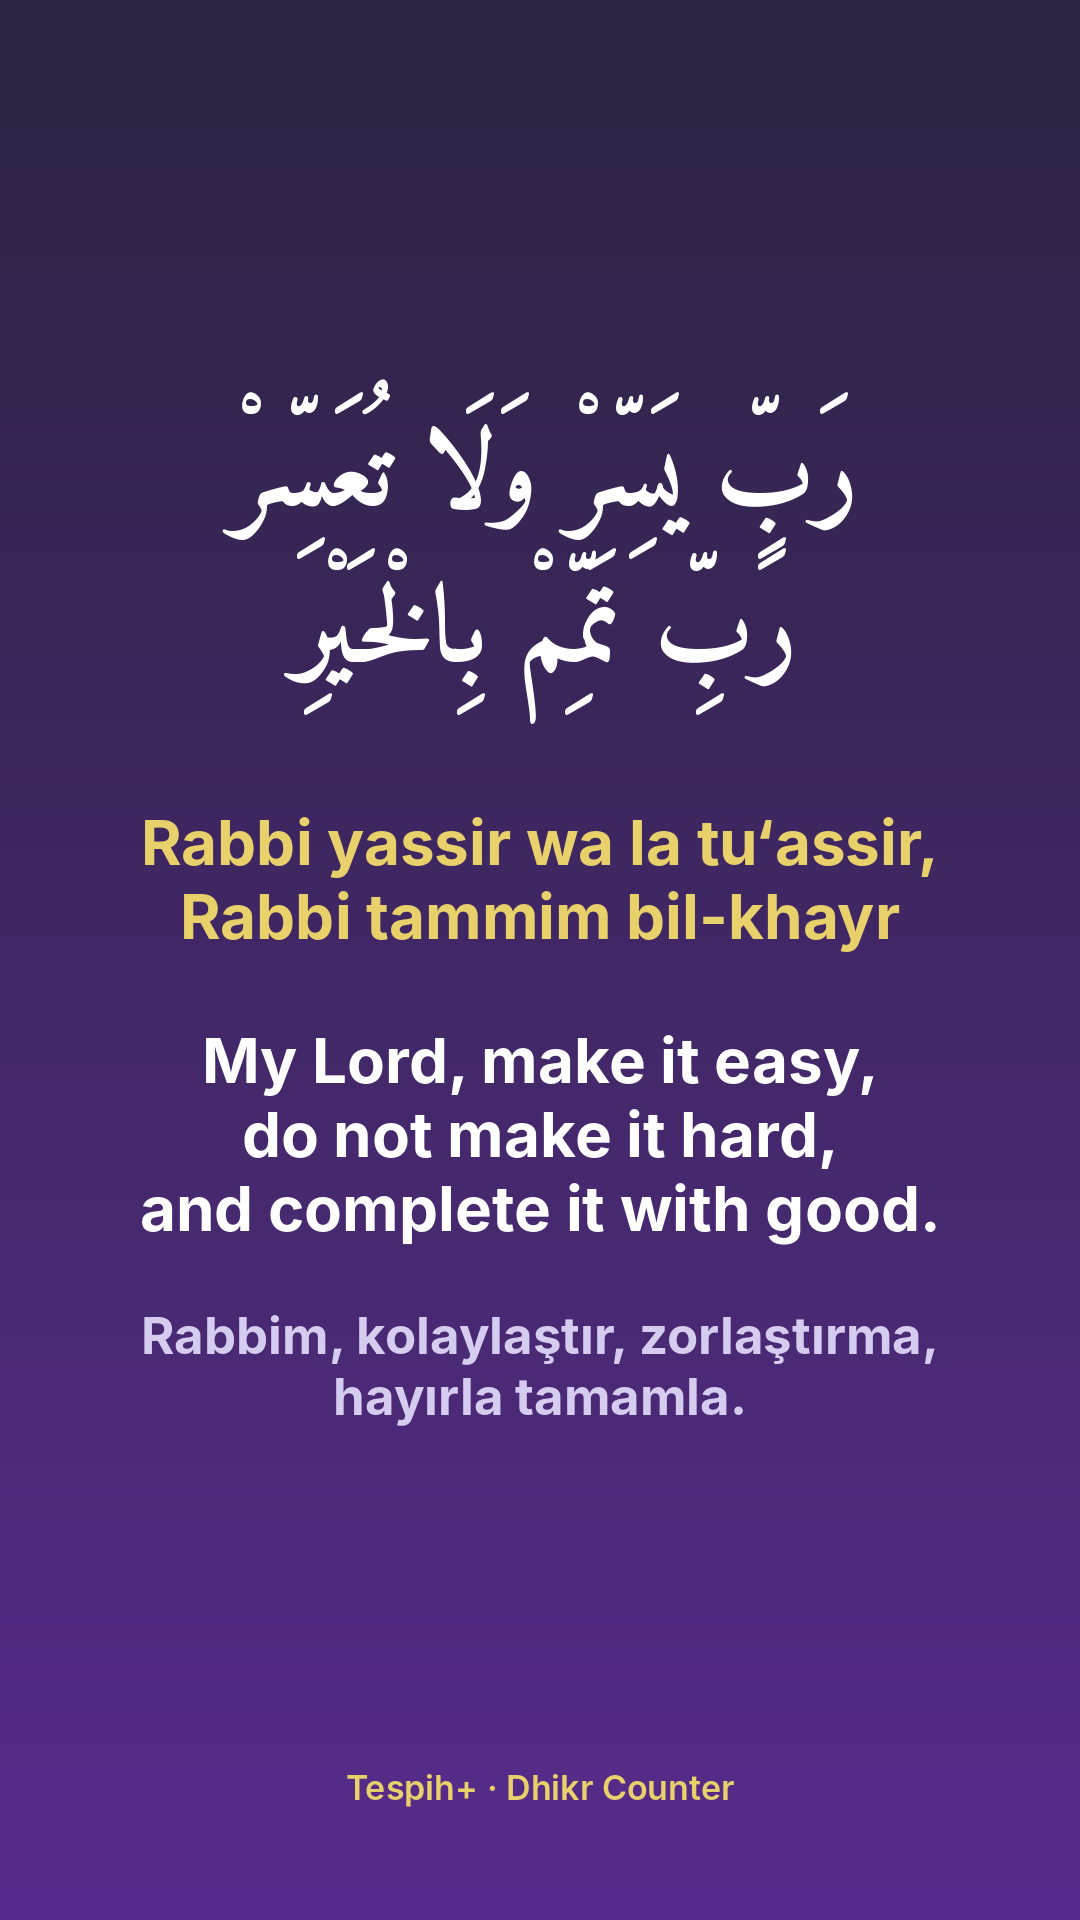 رَبِّ يَسِّرْ وَلَا تُعَسِّرْ
رَبِّ تَمِّمْ بِالْخَيْرِ
Rabbi yassir wa la tu‘assir,
Rabbi tammim bil-khayr
My Lord, make it easy,
do not make it hard,
and complete it with good.
Rabbim, kolaylaştır, zorlaştırma,
hayırla tamamla.
Tespih+ · Dhikr Counter